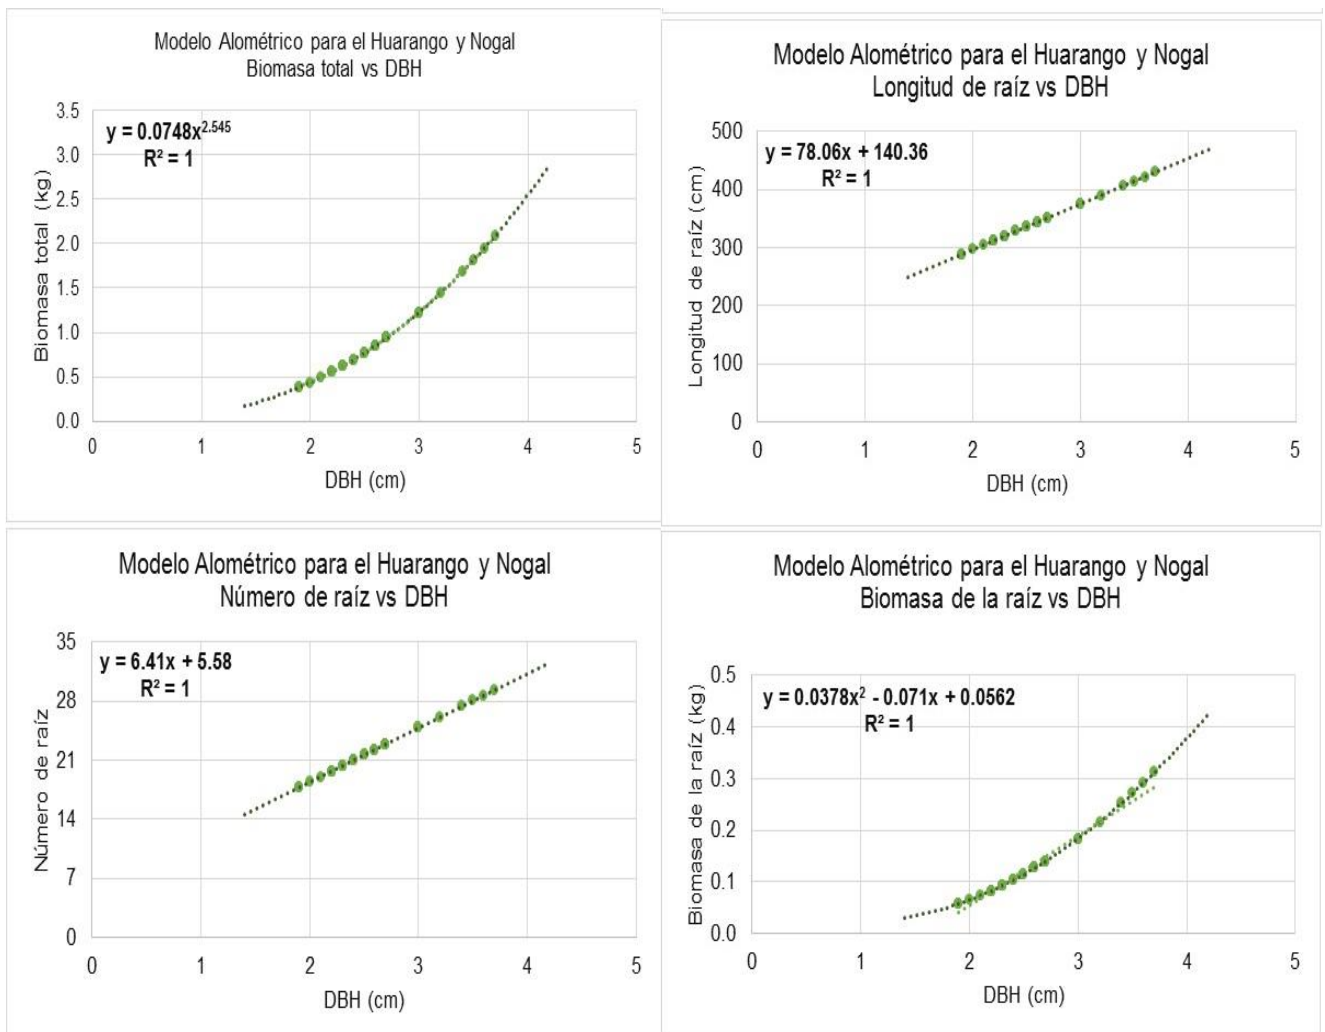 Modelo Alométrico para el Huarango y Nogal
Biomasa total vs DBH
y = 0.0748x^2.545
R² = 1
Biomasa total (kg)
3.5
3.0
2.5
2.0
1.5
1.0
0.5
0.0
0 1 2 3 4 5
DBH (cm)
Modelo Alométrico para el Huarango y Nogal
Longitud de raíz vs DBH
y = 78.06x + 140.36
R² = 1
Longitud de raíz (cm)
500
400
300
200
100
0
0 1 2 3 4 5
DBH (cm)
Modelo Alométrico para el Huarango y Nogal
Número de raíz vs DBH
y = 6.41x + 5.58
R² = 1
Número de raíz
35
28
21
14
7
0
0 1 2 3 4 5
DBH (cm)
Modelo Alométrico para el Huarango y Nogal
Biomasa de la raíz vs DBH
y = 0.0378x² - 0.071x + 0.0562
R² = 1
Biomasa de la raíz (kg)
0.5
0.4
0.3
0.2
0.1
0.0
0 1 2 3 4 5
DBH (cm)